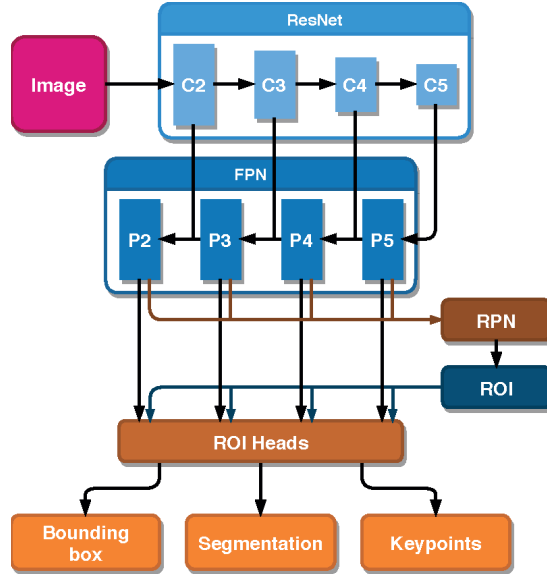 ResNet
Image
C2
C3
C4
C5
FPN
P2
P3
P4
P5
RPN
ROI
ROI Heads
Bounding
box
Segmentation
Keypoints